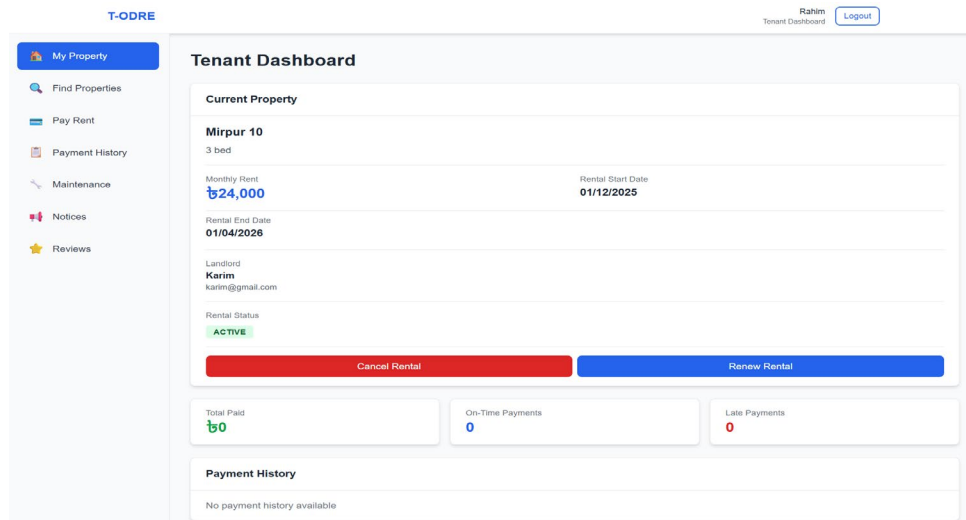 T-ODRE
Rahim
Tenant Dashboard
Logout
My Property
Find Properties
Pay Rent
Payment History
Maintenance
Notices
Reviews
Tenant Dashboard
Current Property
Mirpur 10
3 bed
Monthly Rent
৳24,000
Rental Start Date
01/12/2025
Rental End Date
01/04/2026
Landlord
Karim
karim@gmail.com
Rental Status
ACTIVE
Cancel Rental
Renew Rental
Total Paid
৳0
On-Time Payments
0
Late Payments
0
Payment History
No payment history available